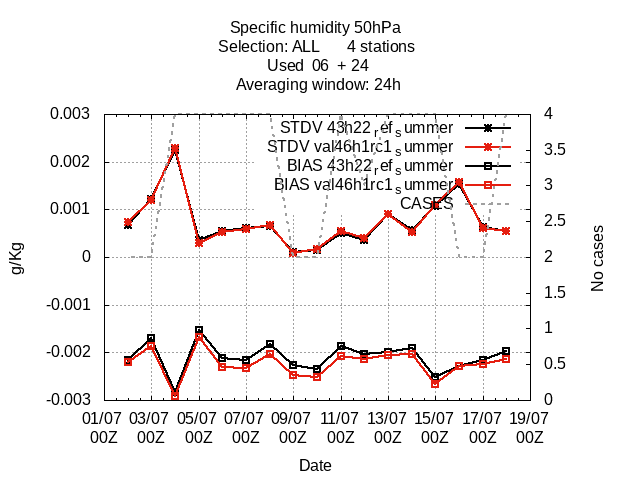 Specific humidity 50hPa
Selection: ALL 4 stations
Used 06 + 24
Averaging window: 24h
0.003
0.002
0.001
0
-0.001
-0.002
-0.003
g/Kg
STDV 43h22refsummer
STDV val46h1rc1summer
BIAS 43h22refsummer
BIAS val46h1rc1summer
CASES
4
3.5
3
2.5
2
1.5
1
0.5
0
No cases
01/07 03/07 05/07 07/07 09/07 11/07 13/07 15/07 17/07 19/07
00Z 00Z 00Z 00Z 00Z 00Z 00Z 00Z 00Z 00Z
Date